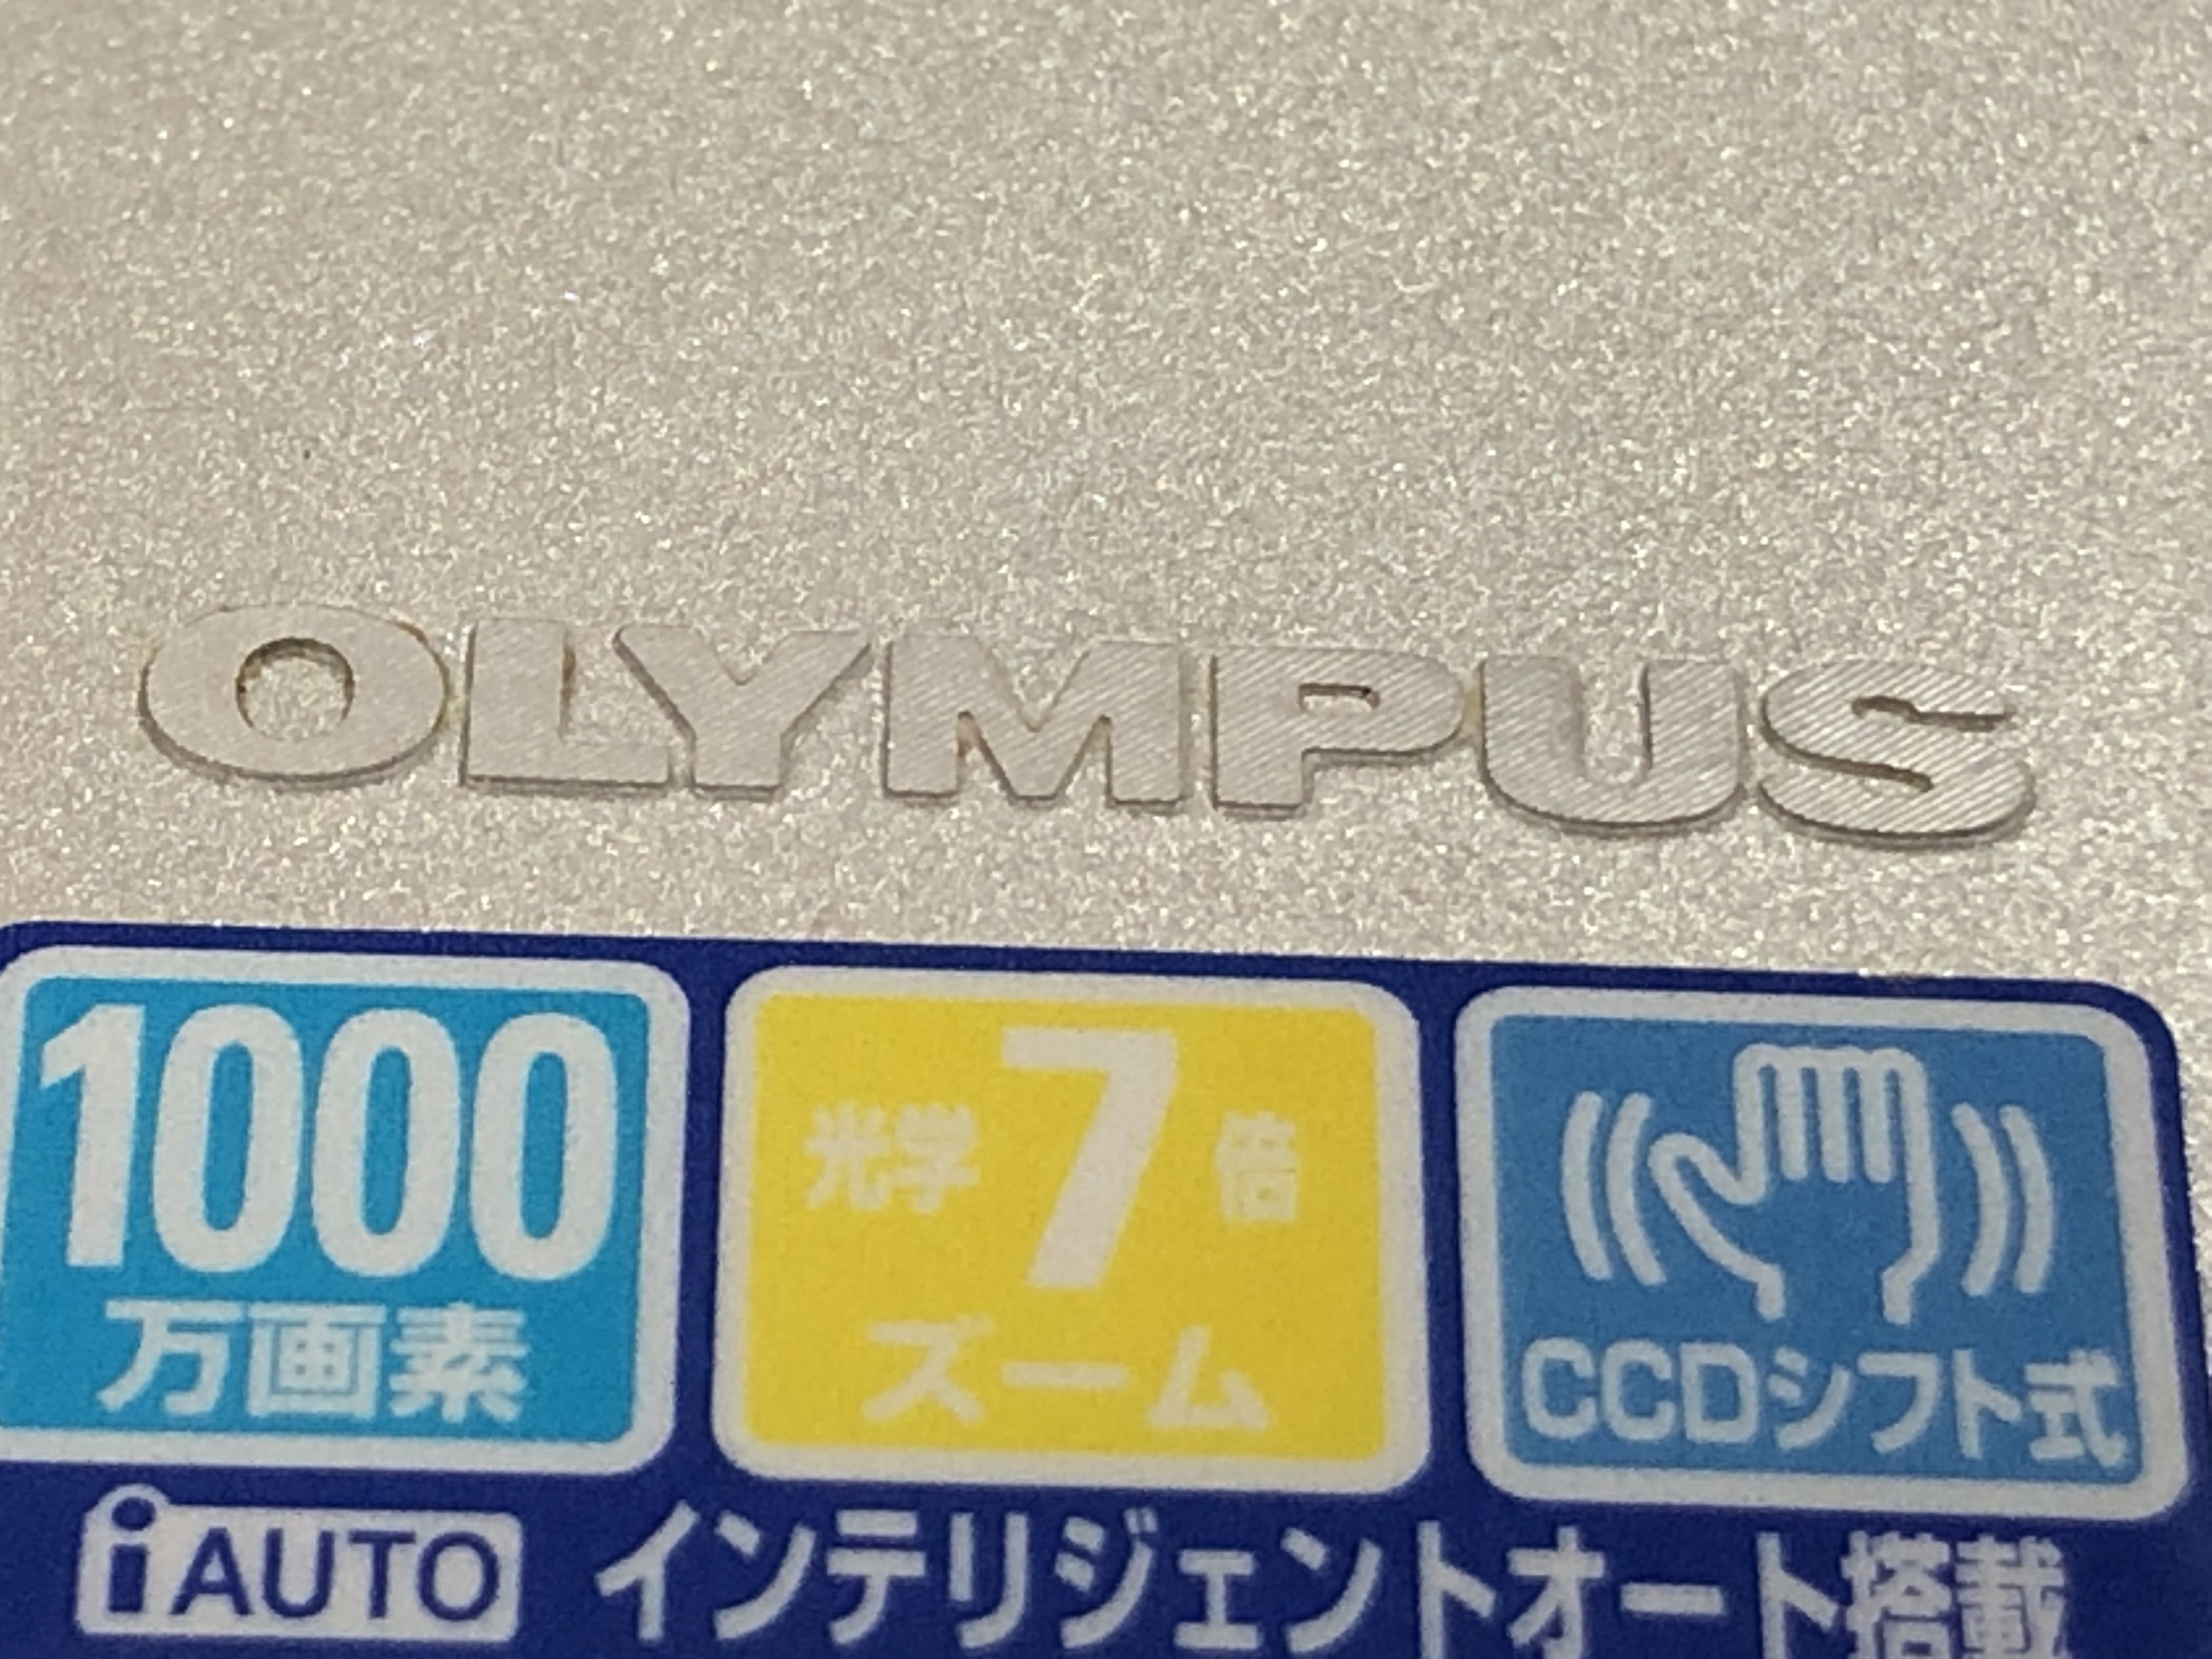 OLYMPUS
1000
万画素
光学7倍
ズーム
CCDシフト式
iAUTO インテリジェントオート搭載